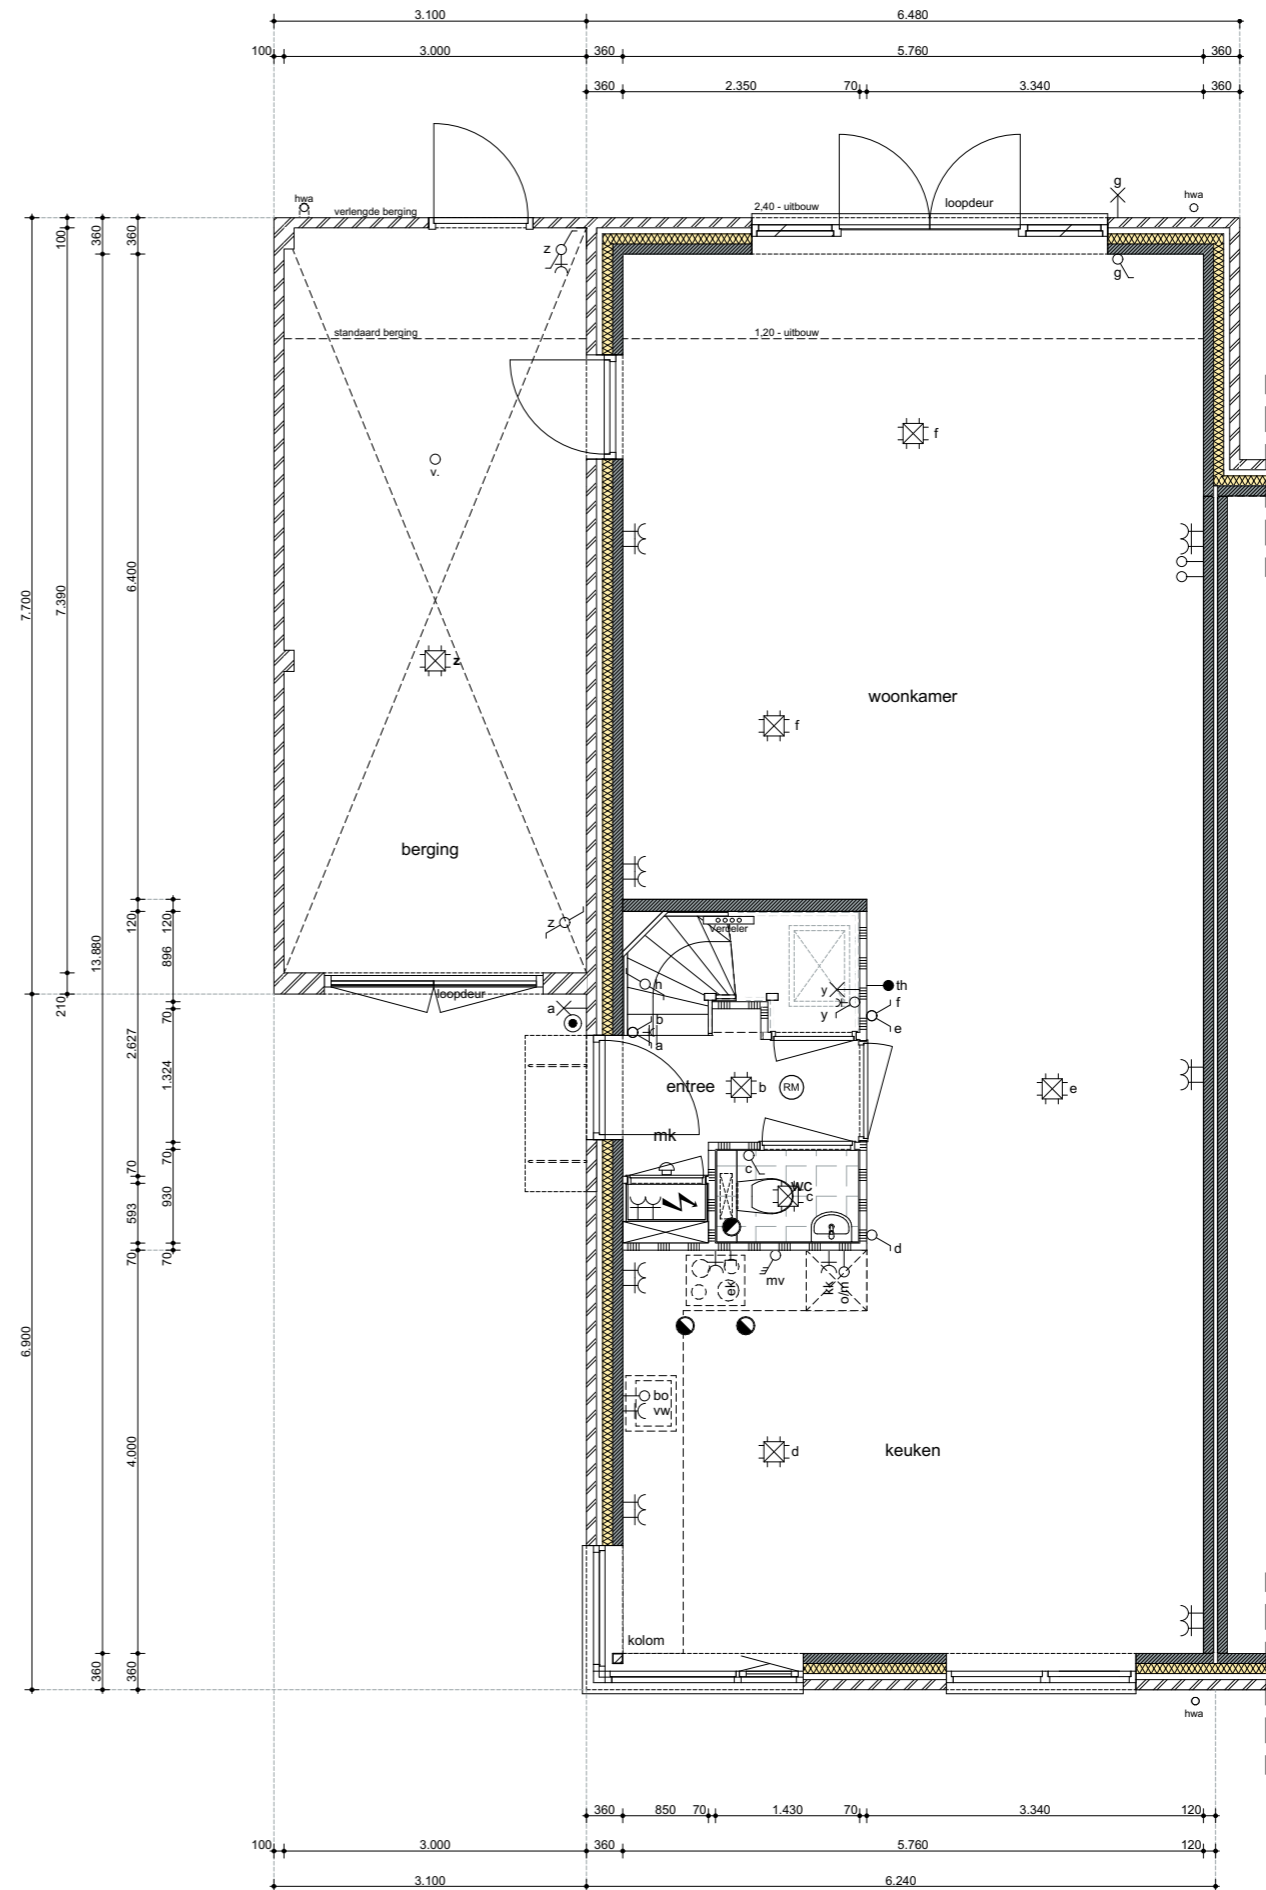 3.100 6.480
100 3.000 360 5.760 360
360 2.350 70 3.340 360
hwa
verlengde berging
2,40 - uitbouw
loopdeur
g
hwa
z
g
standaard berging
1,20 - uitbouw
f
v.
z
woonkamer
f
berging
z
Verdeler
loopdeur
h
y
th
a
b
y
f
a
e
entree
b
RM
e
mk
c
wc
c
d
ek
mv
kk
o/m
bo
vw
d
keuken
kolom
hwa
7.700
6.900
100
7.390
210
360
13.880
360
360
6.400
120
2.627
70
593
70
4.000
360
120
896
70
1.324
70
930
70
360 850 70 1.430 70 3.340 120
100 3.000 360 5.760 120
3.100 6.240